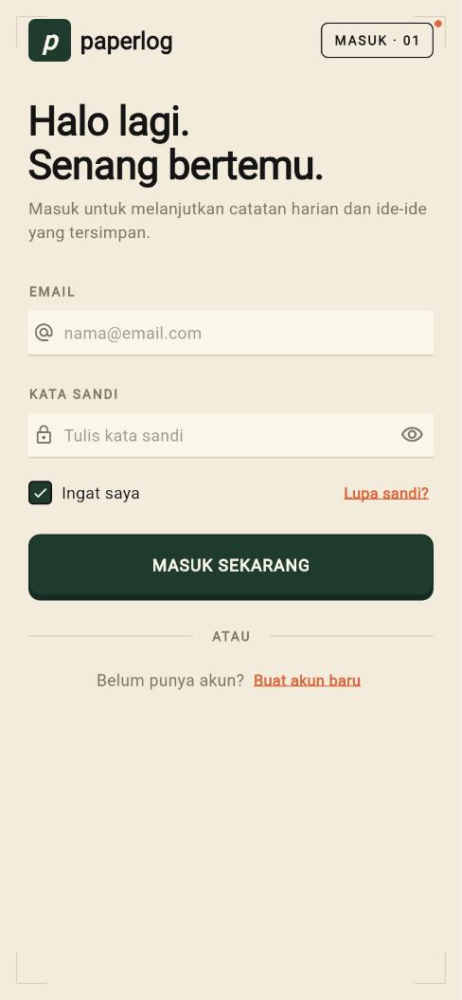 p paperlog
MASUK · 01
Halo lagi.
Senang bertemu.
Masuk untuk melanjutkan catatan harian dan ide-ide
yang tersimpan.
EMAIL
@ nama@email.com
KATA SANDI
Tulis kata sandi
Ingat saya
Lupa sandi?
MASUK SEKARANG
ATAU
Belum punya akun? Buat akun baru